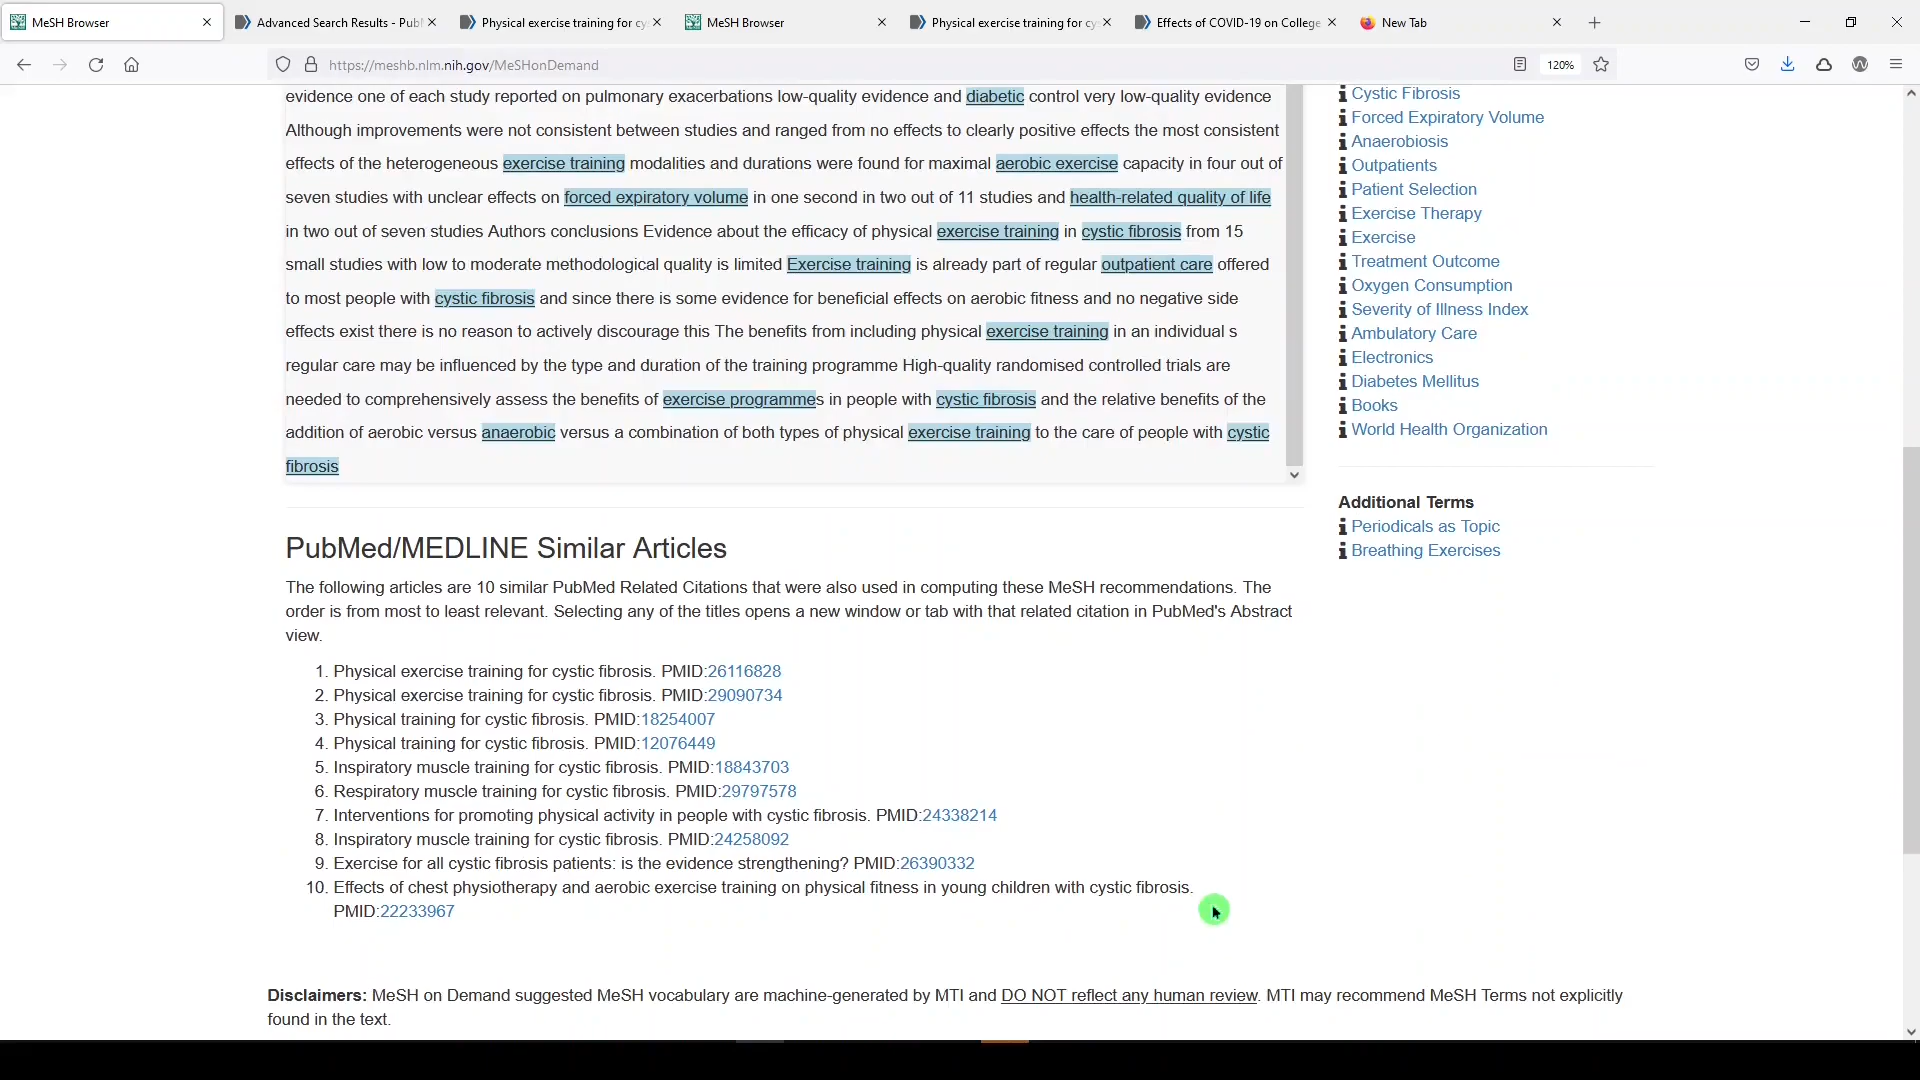 MeSH Browser
Advanced Search Results - Pub
Physical exercise training for cy
MeSH Browser
Physical exercise training for cy
Effects of COVID-19 on College
New Tab
https://meshb.nlm.nih.gov/MeSHonDemand
120%
evidence one of each study reported on pulmonary exacerbations low-quality evidence and diabetic control very low-quality evidence
Although improvements were not consistent between studies and ranged from no effects to clearly positive effects the most consistent
effects of the heterogeneous exercise training modalities and durations were found for maximal aerobic exercise capacity in four out of
seven studies with unclear effects on forced expiratory volume in one second in two out of 11 studies and health-related quality of life
in two out of seven studies Authors conclusions Evidence about the efficacy of physical exercise training in cystic fibrosis from 15
small studies with low to moderate methodological quality is limited Exercise training is already part of regular outpatient care offered
to most people with cystic fibrosis and since there is some evidence for beneficial effects on aerobic fitness and no negative side
effects exist there is no reason to actively discourage this The benefits from including physical exercise training in an individual s
regular care may be influenced by the type and duration of the training programme High-quality randomised controlled trials are
needed to comprehensively assess the benefits of exercise programmes in people with cystic fibrosis and the relative benefits of the
addition of aerobic versus anaerobic versus a combination of both types of physical exercise training to the care of people with cystic
fibrosis
Cystic Fibrosis
Forced Expiratory Volume
Anaerobiosis
Outpatients
Patient Selection
Exercise Therapy
Exercise
Treatment Outcome
Oxygen Consumption
Severity of Illness Index
Ambulatory Care
Electronics
Diabetes Mellitus
Books
World Health Organization
Additional Terms
Periodicals as Topic
Breathing Exercises
PubMed/MEDLINE Similar Articles
The following articles are 10 similar PubMed Related Citations that were also used in computing these MeSH recommendations. The
order is from most to least relevant. Selecting any of the titles opens a new window or tab with that related citation in PubMed's Abstract
view.
1. Physical exercise training for cystic fibrosis. PMID:26116828
2. Physical exercise training for cystic fibrosis. PMID:29090734
3. Physical training for cystic fibrosis. PMID:18254007
4. Physical training for cystic fibrosis. PMID:12076449
5. Inspiratory muscle training for cystic fibrosis. PMID:18843703
6. Respiratory muscle training for cystic fibrosis. PMID:29797578
7. Interventions for promoting physical activity in people with cystic fibrosis. PMID:24338214
8. Inspiratory muscle training for cystic fibrosis. PMID:24258092
9. Exercise for all cystic fibrosis patients: is the evidence strengthening? PMID:26390332
10. Effects of chest physiotherapy and aerobic exercise training on physical fitness in young children with cystic fibrosis.
PMID:22233967
Disclaimers: MeSH on Demand suggested MeSH vocabulary are machine-generated by MTI and DO NOT reflect any human review. MTI may recommend MeSH Terms not explicitly
found in the text.